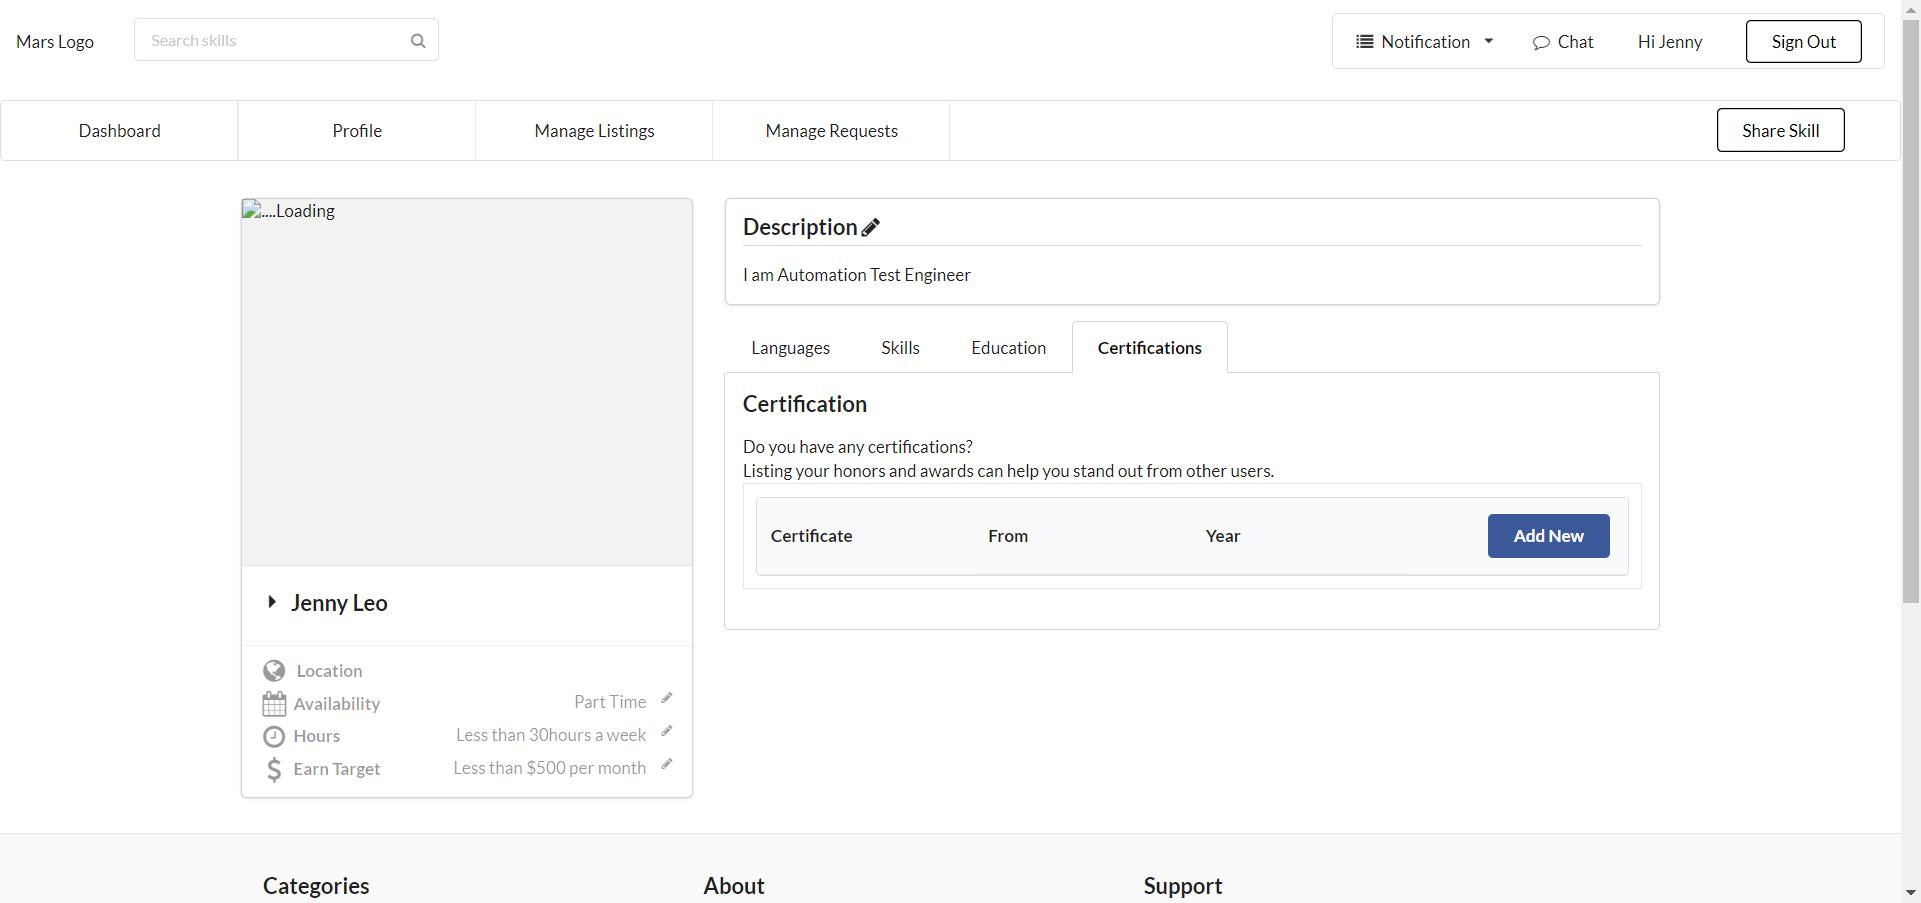 Mars Logo
Search skills
Notification
Chat
Hi Jenny
Sign Out
Dashboard
Profile
Manage Listings
Manage Requests
Share Skill
....Loading
Jenny Leo
Location
Availability
Part Time
Hours
Less than 30hours a week
Earn Target
Less than $500 per month
Description
I am Automation Test Engineer
Languages
Skills
Education
Certifications
Certification
Do you have any certifications?
Listing your honors and awards can help you stand out from other users.
Certificate
From
Year
Add New
Categories
About
Support